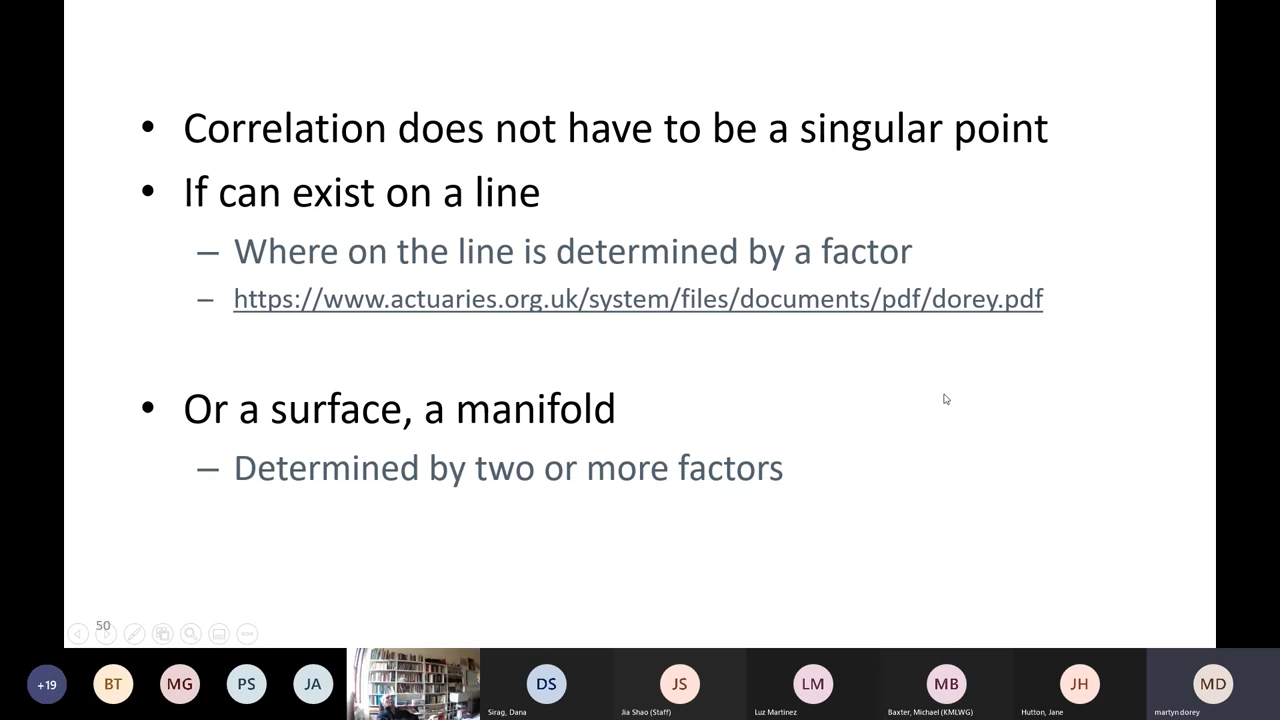 • Correlation does not have to be a singular point
• If can exist on a line
– Where on the line is determined by a factor
– https://www.actuaries.org.uk/system/files/documents/pdf/dorey.pdf
• Or a surface, a manifold
– Determined by two or more factors
50
+19
BT
MG
PS
JA
DS
JS
LM
MB
JH
MD
Sirag, Dana
Jia Shao (Staff)
Luz Martinez
Baxter, Michael (KMLWG)
Hutton, Jane
martyn dorey